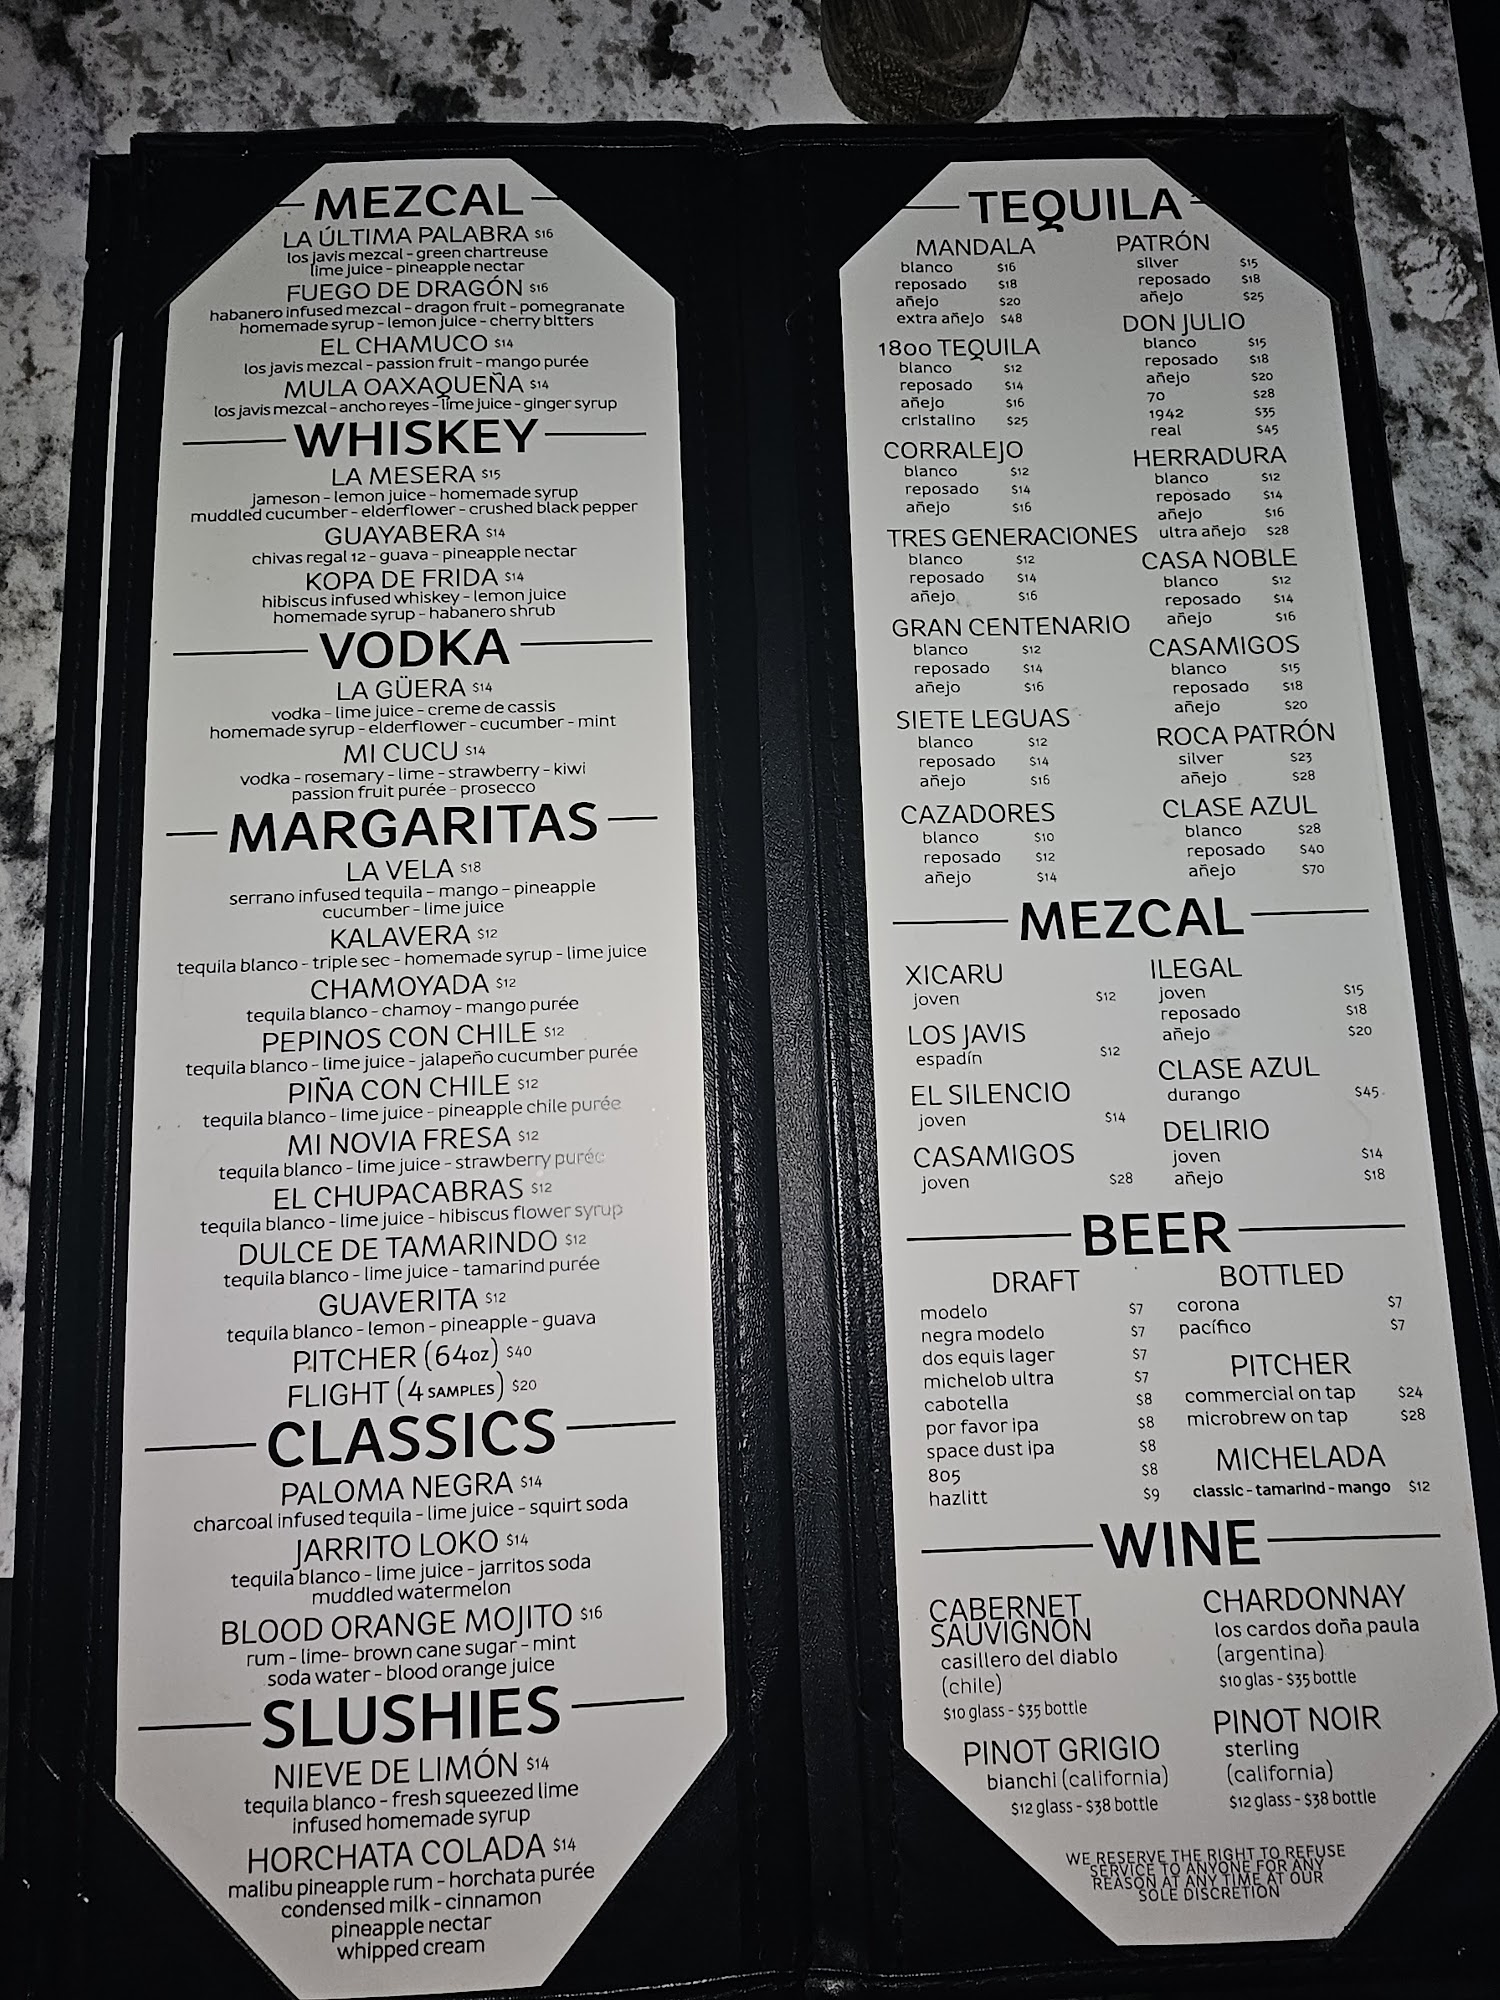 MEZCAL
LA ÚLTIMA PALABRA $16
los javis mezcal - green chartreuse
lime juice - pineapple nectar
FUEGO DE DRAGÓN $16
habanero infused mezcal - dragon fruit - pomegranate
homemade syrup - lemon juice - cherry bitters
EL CHAMUCO $14
los javis mezcal - passion fruit - mango purée
MULA OAXAQUEÑA $14
los javis mezcal - ancho reyes - lime juice - ginger syrup
WHISKEY
LA MESERA $15
jameson - lemon juice - homemade syrup
muddled cucumber - elderflower - crushed black pepper
GUAYABERA $14
chivas regal 12 - guava - pineapple nectar
KOPA DE FRIDA $14
hibiscus infused whiskey - lemon juice
homemade syrup - habanero shrub
VODKA
LA GÜERA $14
vodka - lime juice - creme de cassis
homemade syrup - elderflower - cucumber - mint
MI CUCU $14
vodka - rosemary - lime - strawberry - kiwi
passion fruit purée - prosecco
MARGARITAS
LA VELA $18
serrano infused tequila - mango - pineapple
cucumber - lime juice
KALAVERA $12
tequila blanco - triple sec - homemade syrup - lime juice
CHAMOYADA $12
tequila blanco - chamoy - mango purée
PEPINOS CON CHILE $12
tequila blanco - lime juice - jalapeño cucumber purée
PIÑA CON CHILE $12
tequila blanco - lime juice - pineapple chile purée
MI NOVIA FRESA $12
tequila blanco - lime juice - strawberry purée
EL CHUPACABRAS $12
tequila blanco - lime juice - hibiscus flower syrup
DULCE DE TAMARINDO $12
tequila blanco - lime juice - tamarind purée
GUAVERITA $12
tequila blanco - lemon - pineapple - guava
PITCHER (64oz) $40
FLIGHT (4 SAMPLES) $20
CLASSICS
PALOMA NEGRA $14
charcoal infused tequila - lime juice - squirt soda
JARRITO LOKO $14
tequila blanco - lime juice - jarritos soda
muddled watermelon
BLOOD ORANGE MOJITO $16
rum - lime- brown cane sugar - mint
soda water - blood orange juice
SLUSHIES
NIEVE DE LIMÓN $14
tequila blanco - fresh squeezed lime
infused homemade syrup
HORCHATA COLADA $14
malibu pineapple rum - horchata purée
condensed milk - cinnamon
pineapple nectar
whipped cream
TEQUILA
MANDALA
blanco $16
reposado $18
añejo $20
extra añejo $48
1800 TEQUILA
blanco $12
reposado $14
añejo $16
cristalino $25
CORRALEJO
blanco $12
reposado $14
añejo $16
TRES GENERACIONES
blanco $12
reposado $14
añejo $16
GRAN CENTENARIO
blanco $12
reposado $14
añejo $16
SIETE LEGUAS
blanco $12
reposado $14
añejo $16
CAZADORES
blanco $10
reposado $12
añejo $14
PATRÓN
silver $15
reposado $18
añejo $25
DON JULIO
blanco $15
reposado $18
añejo $20
70 $28
1942 $35
real $45
HERRADURA
blanco $12
reposado $14
añejo $16
ultra añejo $28
CASA NOBLE
blanco $12
reposado $14
añejo $16
CASAMIGOS
blanco $15
reposado $18
añejo $20
ROCA PATRÓN
silver $23
añejo $28
CLASE AZUL
blanco $28
reposado $40
añejo $70
MEZCAL
XICARU
joven $12
LOS JAVIS
espadín $12
EL SILENCIO
joven $14
CASAMIGOS
joven $28
ILEGAL
joven $15
reposado $18
añejo $20
CLASE AZUL
durango $45
DELIRIO
joven $14
añejo $18
BEER
DRAFT
modelo $7
negra modelo $7
dos equis lager $7
michelob ultra $7
cabotella $8
por favor ipa $8
space dust ipa $8
805 $8
hazlitt $9
BOTTLED
corona $7
pacífico $7
PITCHER
commercial on tap $24
microbrew on tap $28
MICHELADA
classic - tamarind - mango $12
WINE
CABERNET
SAUVIGNON
casillero del diablo
(chile)
$10 glass - $35 bottle
PINOT GRIGIO
bianchi (california)
$12 glass - $38 bottle
CHARDONNAY
los cardos doña paula
(argentina)
$10 glas - $35 bottle
PINOT NOIR
sterling
(california)
$12 glass - $38 bottle
WE RESERVE THE RIGHT TO REFUSE
SERVICE TO ANYONE FOR ANY
REASON AT ANY TIME AT OUR
SOLE DISCRETION